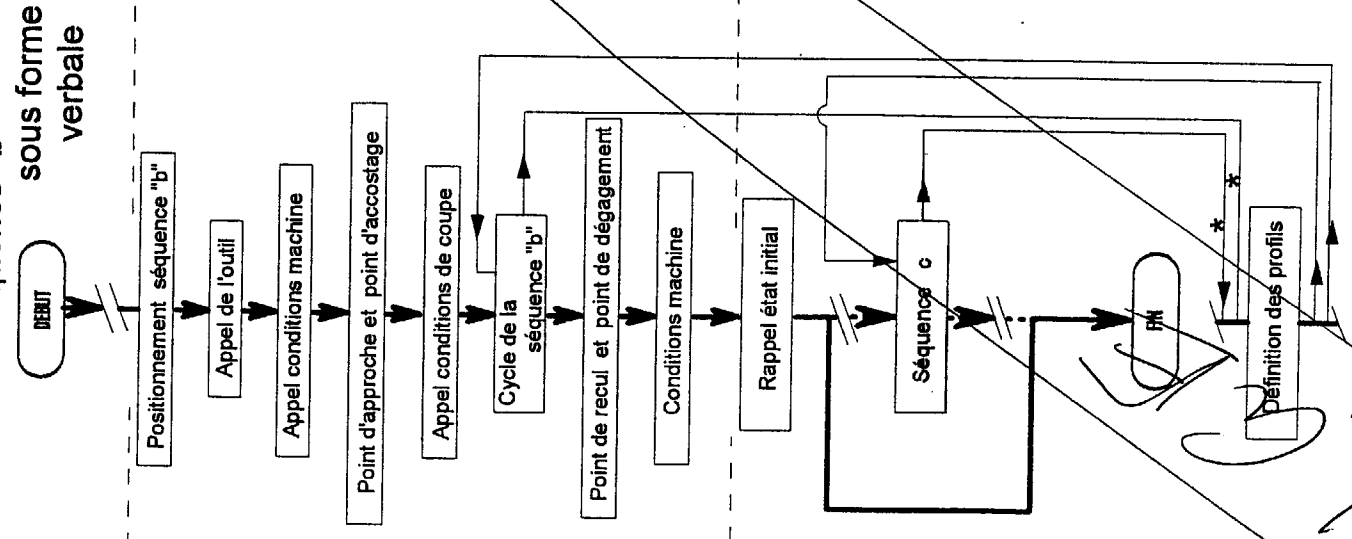 sous forme
verbale
DEBUT
Positionnement séquence "b"
Appel de l'outil
Appel conditions machine
Point d'approche et point d'accostage
Appel conditions de coupe
Cycle de la
séquence "b"
Point de recul et point de dégagement
Conditions machine
Rappel état initial
Séquence c
FIN
*
*
Définition des profils